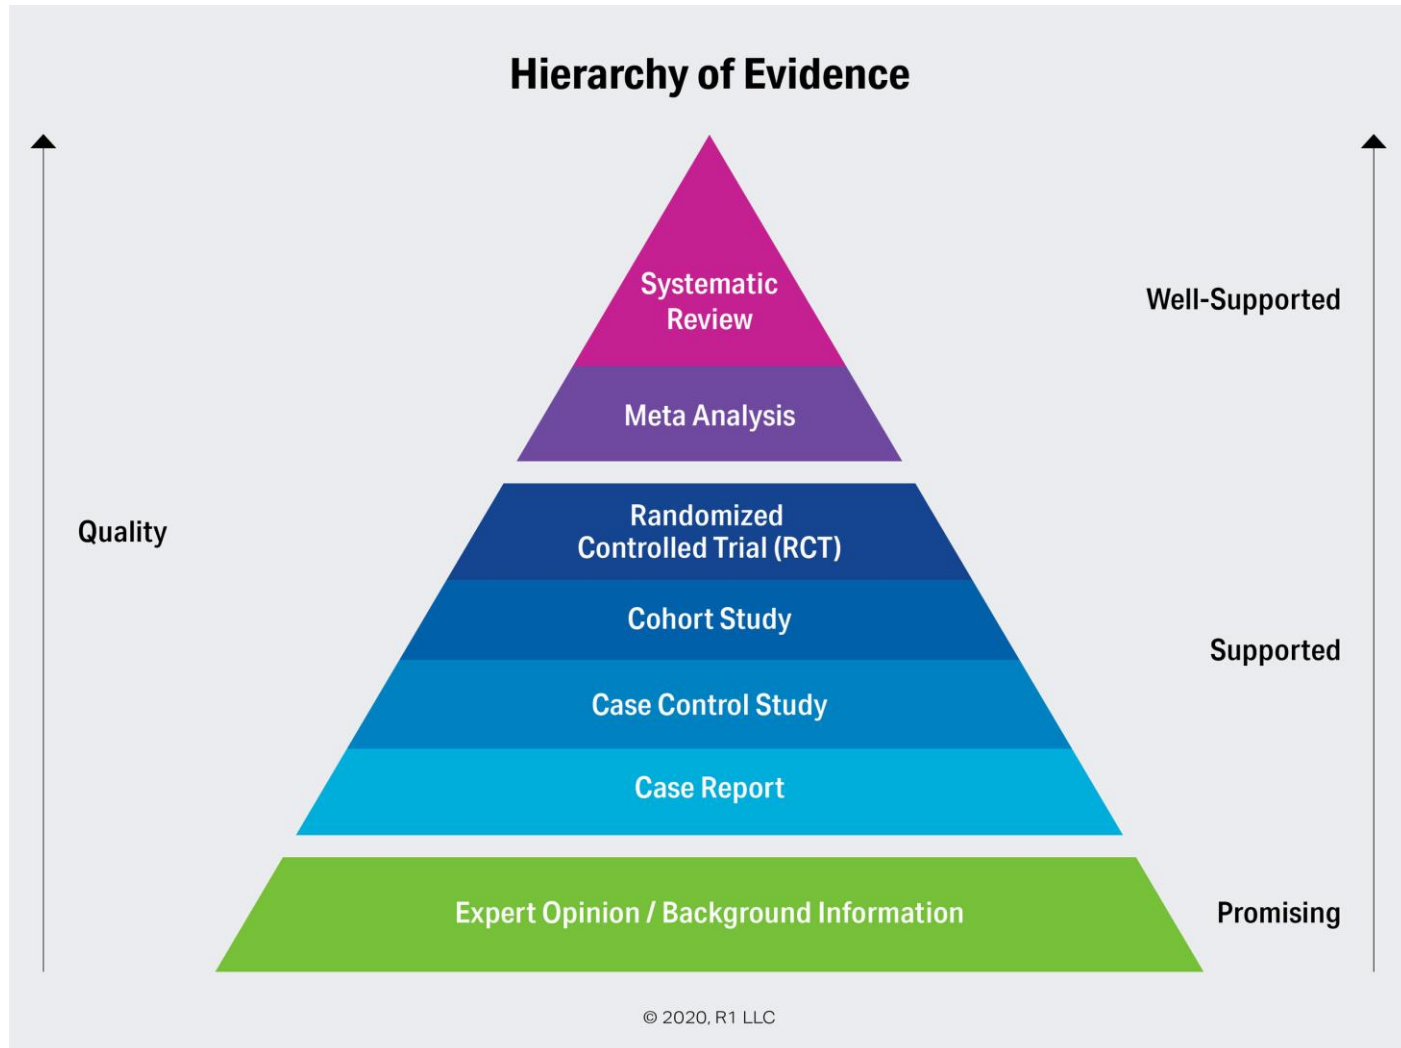 Hierarchy of Evidence
Systematic
Review
Well-Supported
Meta Analysis
Quality
Randomized
Controlled Trial (RCT)
Cohort Study
Supported
Case Control Study
Case Report
Expert Opinion / Background Information
Promising
© 2020, R1 LLC